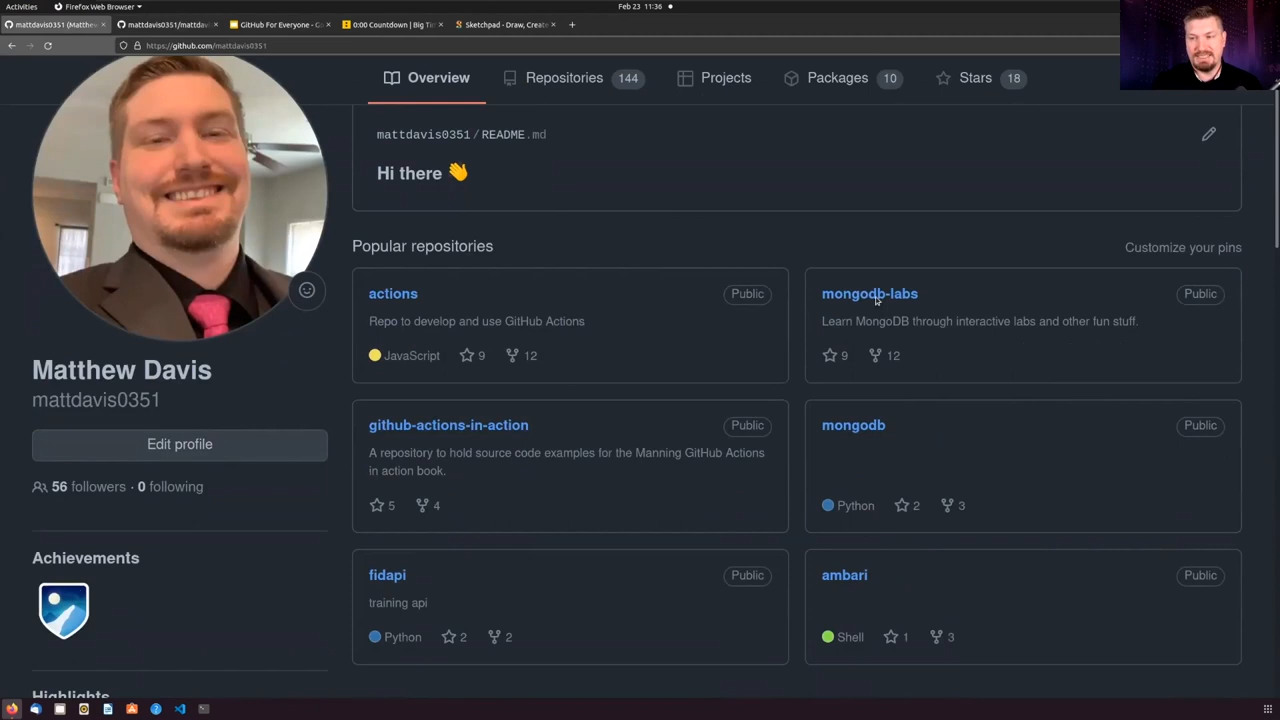 Activities
Firefox Web Browser
Feb 23 11:36
mattdavis0351 (Matthew
mattdavis0351/mattdavi
GitHub For Everyone - Go
0:00 Countdown | Big Ti
Sketchpad - Draw, Create
https://github.com/mattdavis0351
Overview
Repositories 144
Projects
Packages 10
Stars 18
mattdavis0351/README.md
Hi there 👋
Matthew Davis
mattdavis0351
Edit profile
56 followers · 0 following
Achievements
Highlights
Popular repositories
Customize your pins
actions
Public
Repo to develop and use GitHub Actions
JavaScript 9 12
mongodb-labs
Public
Learn MongoDB through interactive labs and other fun stuff.
9 12
github-actions-in-action
Public
A repository to hold source code examples for the Manning GitHub Actions
in action book.
5 4
mongodb
Public
Python 2 3
fidapi
Public
training api
Python 2 2
ambari
Public
Shell 1 3